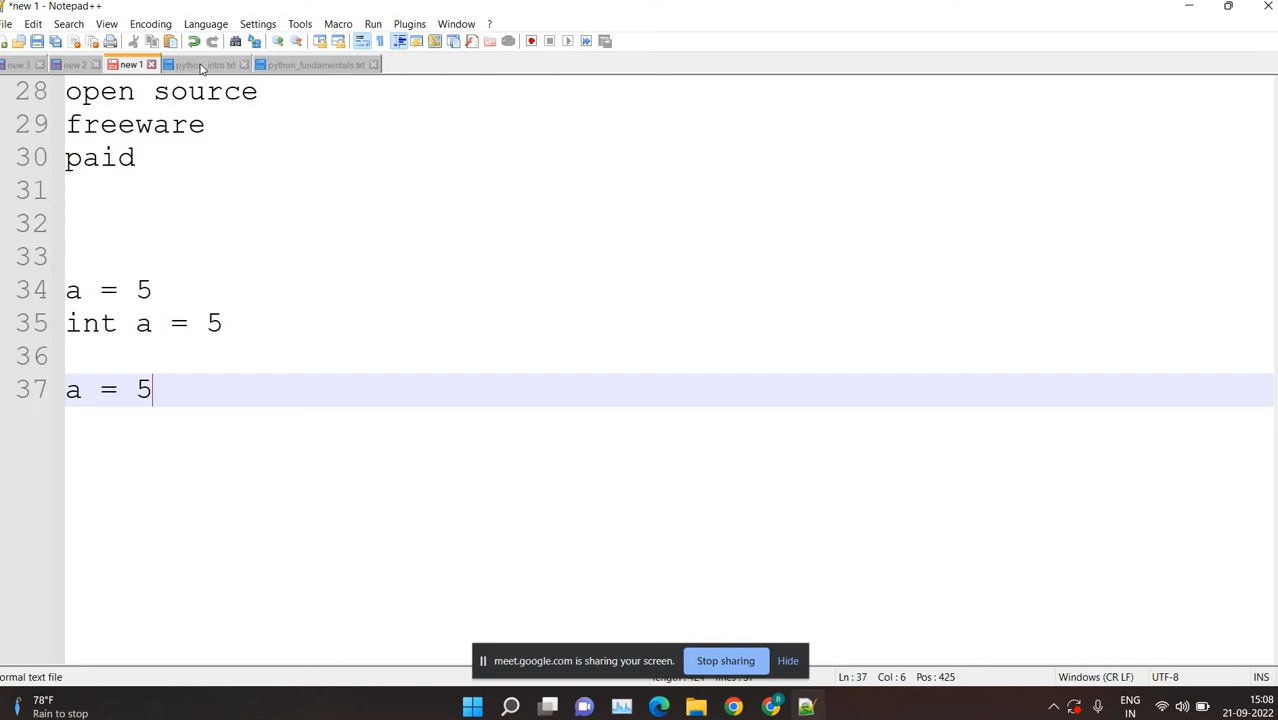 *new 1 - Notepad++
File Edit Search View Encoding Language Settings Tools Macro Run Plugins Window ?
new 3 new 2 new 1 python_intro.txt python_fundamentals.txt
28 open source
29 freeware
30 paid
31
32
33
34 a = 5
35 int a = 5
36
37 a = 5
meet.google.com is sharing your screen. Stop sharing Hide
ormal text file Ln : 37 Col : 6 Pos : 425 Windows (CR LF) UTF-8 INS
78°F
Rain to stop
ENG
IN
15:08
21-09-2022